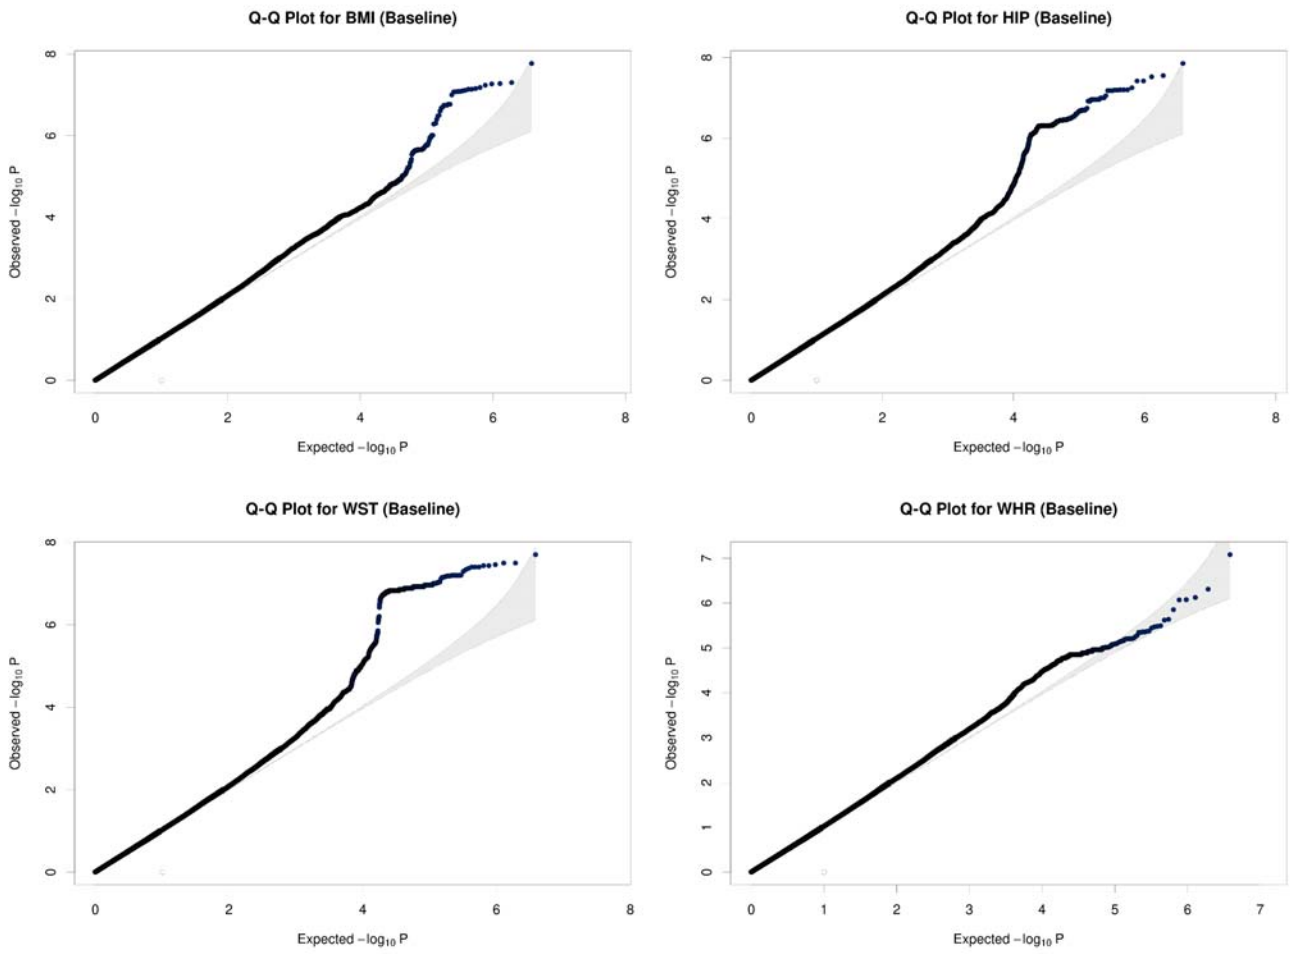 Q-Q Plot for BMI (Baseline)
Observed −log₁₀ P
8
6
4
2
0
0 2 4 6 8
Expected −log₁₀ P
Q-Q Plot for HIP (Baseline)
Observed −log₁₀ P
8
6
4
2
0
0 2 4 6 8
Expected −log₁₀ P
Q-Q Plot for WST (Baseline)
Observed −log₁₀ P
8
6
4
2
0
0 2 4 6 8
Expected −log₁₀ P
Q-Q Plot for WHR (Baseline)
Observed −log₁₀ P
7
6
5
4
3
2
1
0
0 1 2 3 4 5 6 7
Expected −log₁₀ P